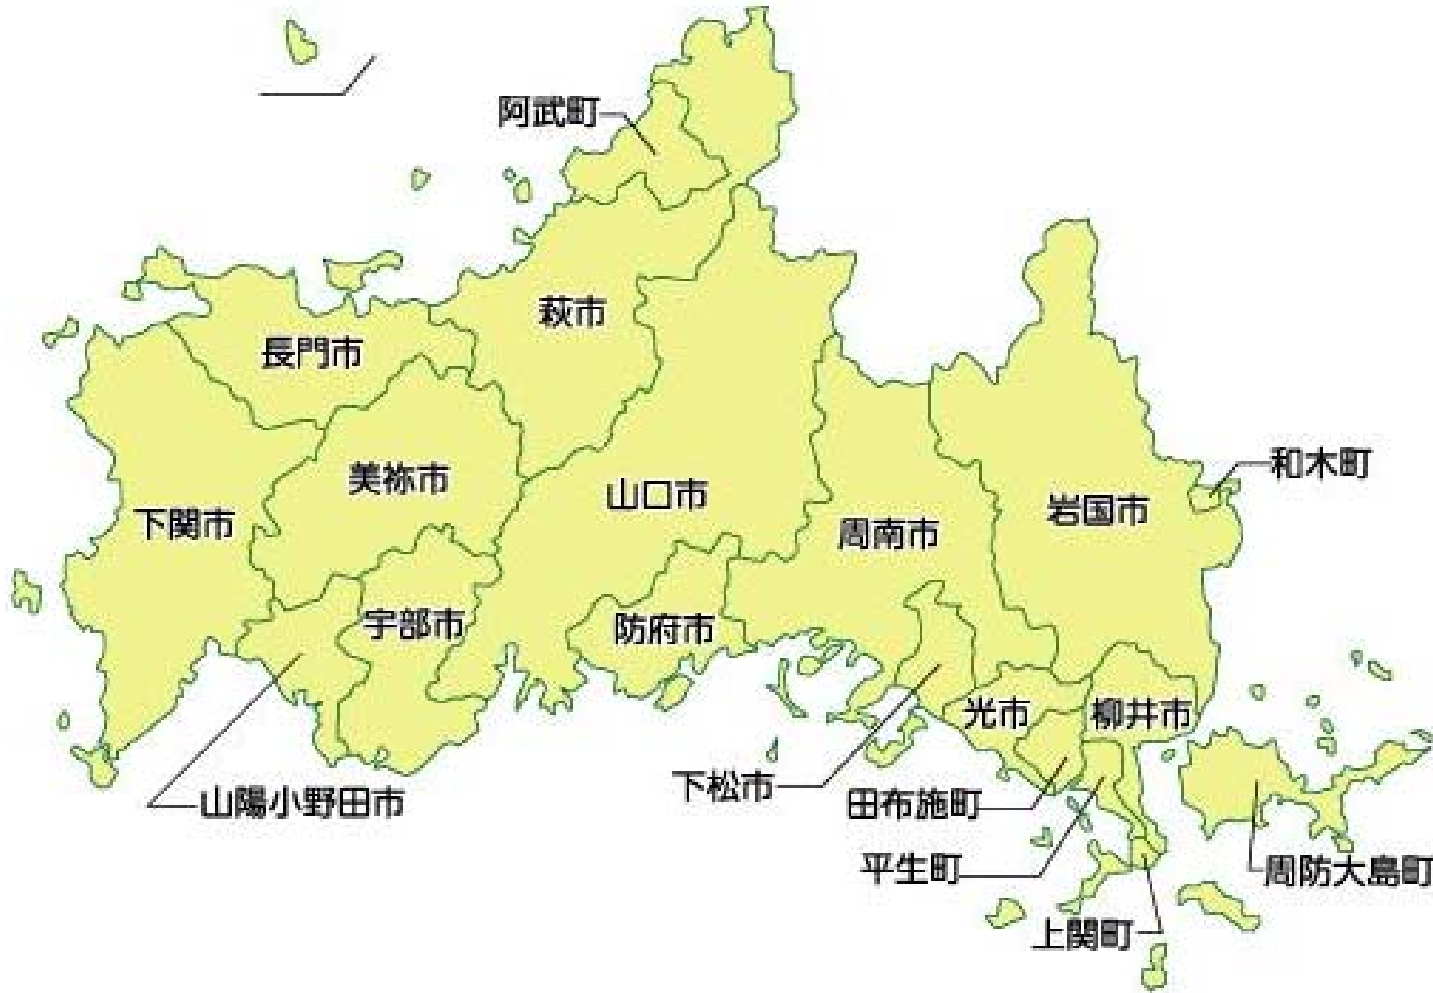 阿武町
萩市
長門市
和木町
美祢市
山口市
岩国市
下関市
周南市
宇部市
防府市
光市
柳井市
下松市
山陽小野田市
田布施町
平生町
周防大島町
上関町